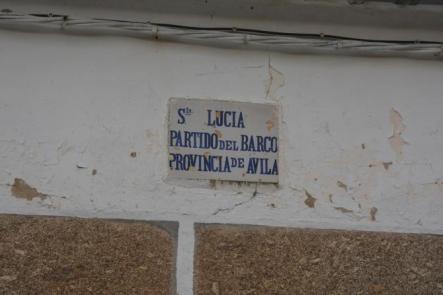 Sta LUCIA
PARTIDO DEL BARCO
PROVINCIA DE AVILA